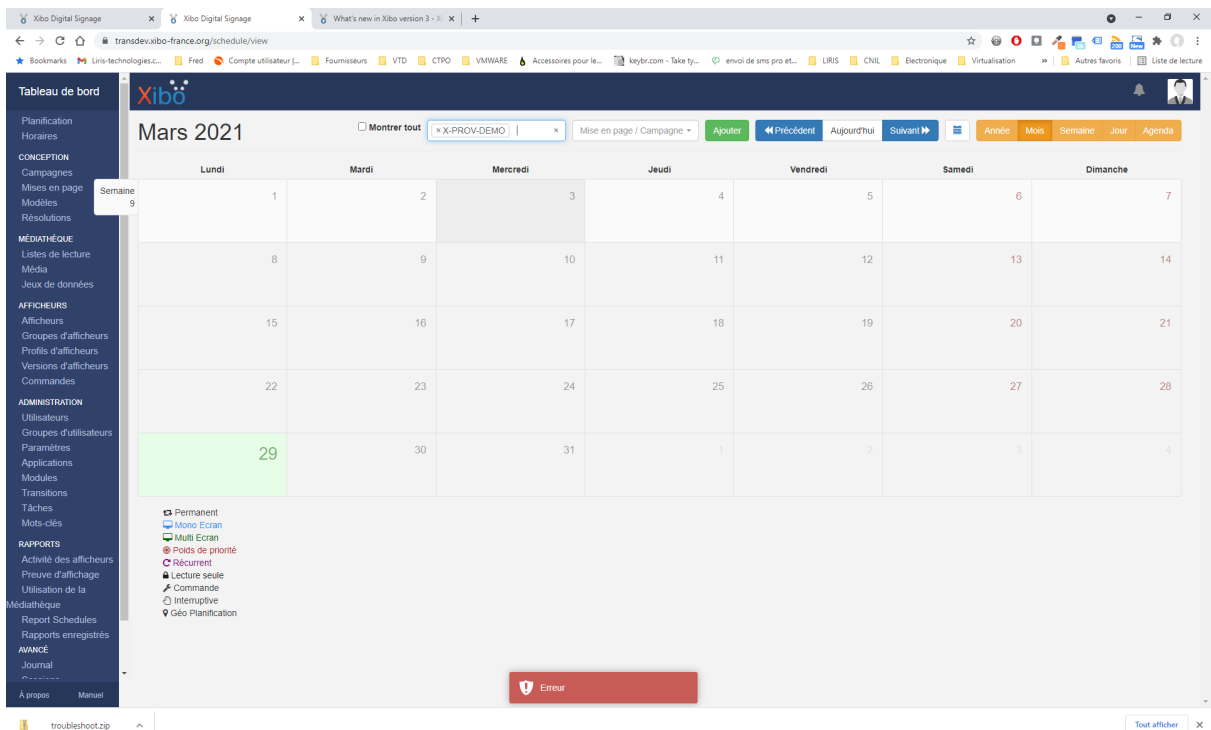 Xibo Digital Signage
Xibo Digital Signage
What's new in Xibo version 3 - X
transdev.xibo-france.org/schedule/view
Bookmarks
Liris-technologies.c...
Fred
Compte utilisateur |...
Fournisseurs
VTD
CTPO
VMWARE
Accessoires pour le...
keybr.com - Take ty...
envoi de sms pro et...
LIRIS
CNIL
Electronique
Virtualisation
»
Autres favoris
Liste de lecture
200
New
Tableau de bord
Xibo
Planification
Horaires
CONCEPTION
Campagnes
Mises en page
Modèles
Résolutions
MÉDIATHÈQUE
Listes de lecture
Média
Jeux de données
AFFICHEURS
Afficheurs
Groupes d'afficheurs
Profils d'afficheurs
Versions d'afficheurs
Commandes
ADMINISTRATION
Utilisateurs
Groupes d'utilisateurs
Paramètres
Applications
Modules
Transitions
Tâches
Mots-clés
RAPPORTS
Activité des afficheurs
Preuve d'affichage
Utilisation de la
Médiathèque
Report Schedules
Rapports enregistrés
AVANCÉ
Journal
Sessions
À propos Manuel
Mars 2021
Montrer tout
×X-PROV-DEMO ×
Mise en page / Campagne
Ajouter
Précédent Aujourd'hui Suivant
Année Mois Semaine Jour Agenda
Lundi Mardi Mercredi Jeudi Vendredi Samedi Dimanche
Semaine
9
1 2 3 4 5 6 7
8 9 10 11 12 13 14
15 16 17 18 19 20 21
22 23 24 25 26 27 28
29 30 31 1 2 3 4
Permanent
Mono Ecran
Multi Ecran
Poids de priorité
Récurrent
Lecture seule
Commande
Interruptive
Géo Planification
Erreur
troubleshoot.zip
Tout afficher